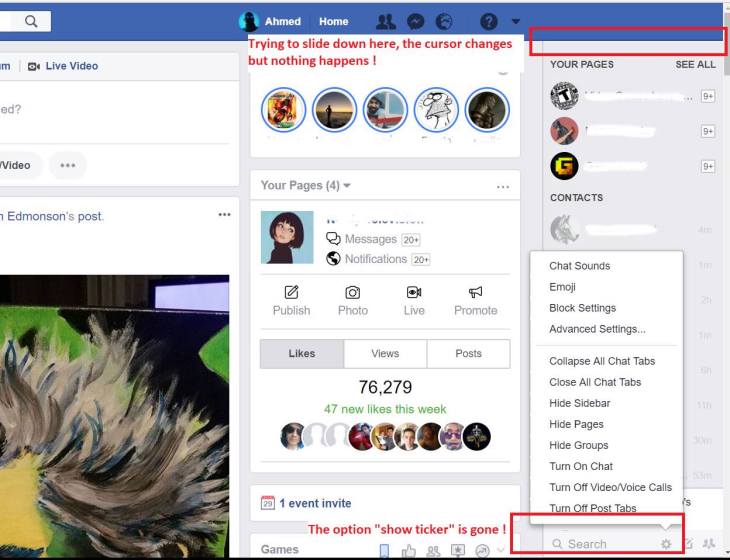 Ahmed Home
Trying to slide down here, the cursor changes
but nothing happens !
Live Video
ed?
/Video
Edmonson's post.
Your Pages (4)
Messages 20+
Notifications 20+
Publish Photo Live Promote
Likes Views Posts
76,279
47 new likes this week
29 1 event invite
The option "show ticker" is gone !
Games
YOUR PAGES SEE ALL
9+
9+
9+
CONTACTS
4m
1m
2h
1m
6h
11h
30m
53m
Chat Sounds
Emoji
Block Settings
Advanced Settings...
Collapse All Chat Tabs
Close All Chat Tabs
Hide Sidebar
Hide Pages
Hide Groups
Turn On Chat
Turn Off Video/Voice Calls
Turn Off Post Tabs
's
Search